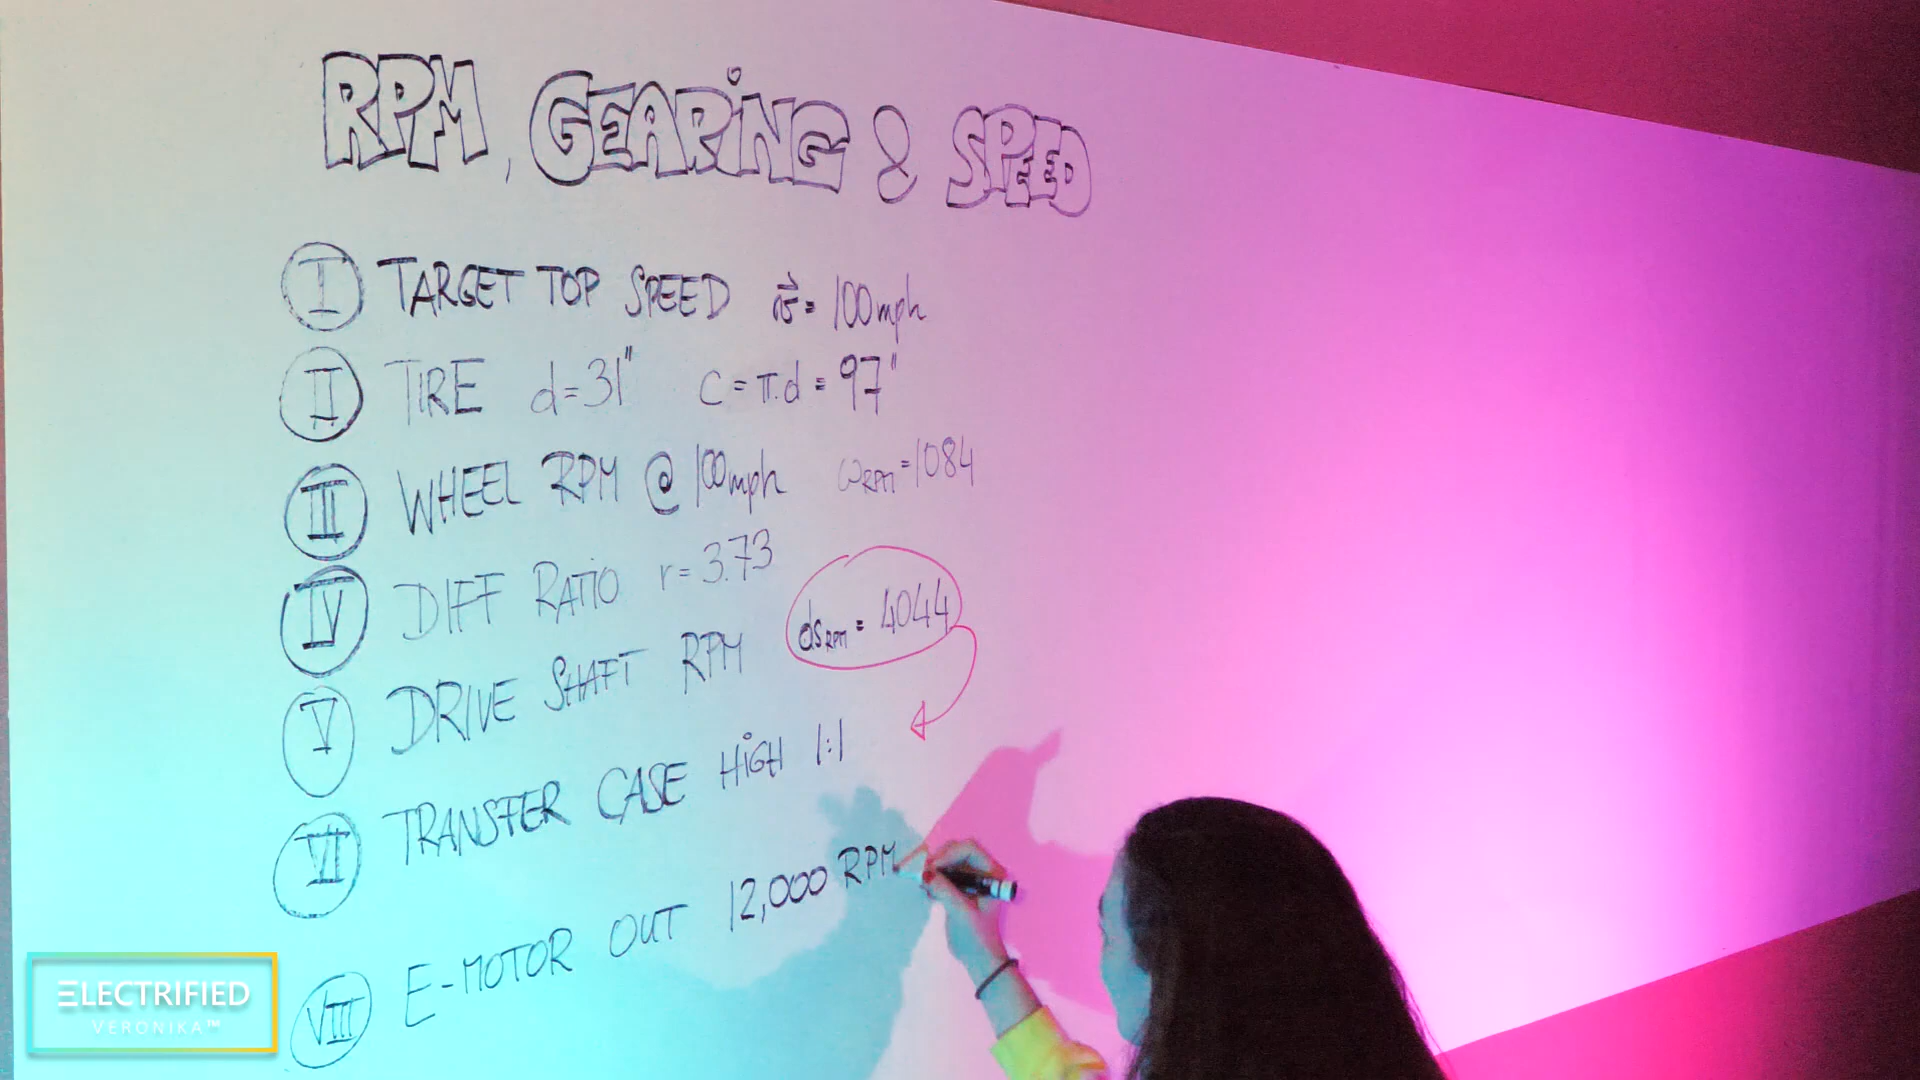 RPM, GEARING & SPEED
I TARGET TOP SPEED v⃗ = 100mph
II TIRE d=31" C = π.d = 97"
III WHEEL RPM @ 100mph ωRPM = 1084
IV DIFF RATIO r = 3.73
V DRIVE SHAFT RPM dsRPM = 4044
VI TRANSFER CASE HIGH 1:1
VIII E-MOTOR OUT 12,000 RPM
ELECTRIFIED
VERONIKA™